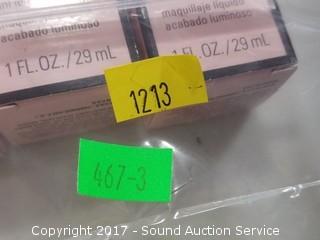 maquillaje líquido
acabado luminoso
1 FL. OZ./29 mL
maquillaje líquido
acabado luminoso
1 FL. OZ./29 mL
1213
467-3
Copyright © 2017 - Sound Auction Service